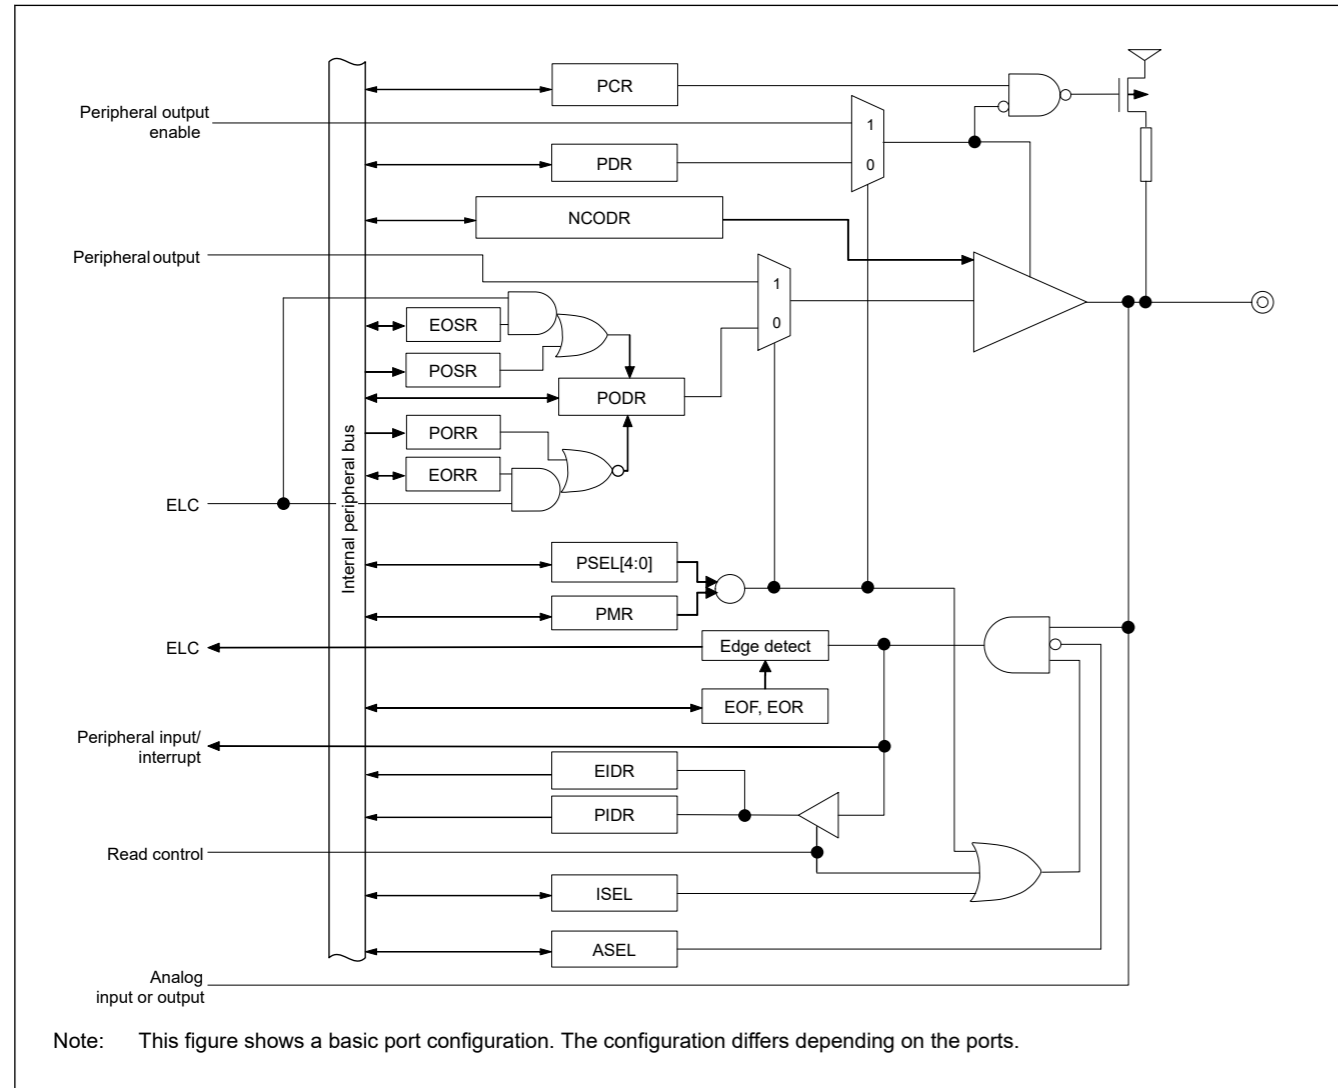 PCR
Peripheral output
enable
1
0
PDR
NCODR
Peripheral output
1
0
EOSR
POSR
PODR
PORR
EORR
Internal peripheral bus
ELC
PSEL[4:0]
PMR
ELC
Edge detect
EOF, EOR
Peripheral input/
interrupt
EIDR
PIDR
Read control
ISEL
ASEL
Analog
input or output
Note: This figure shows a basic port configuration. The configuration differs depending on the ports.